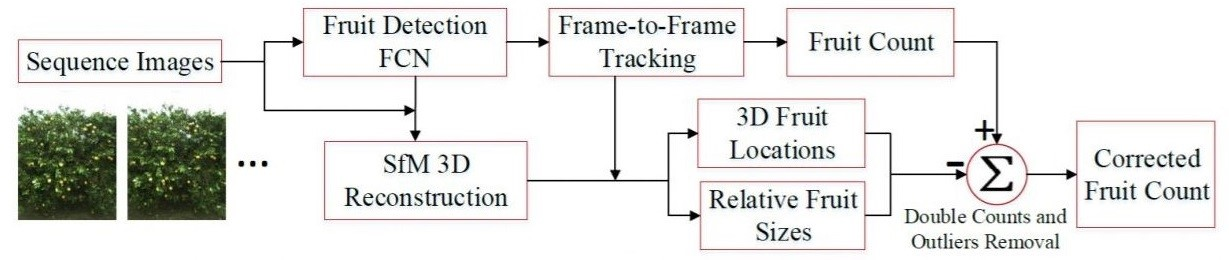 Sequence Images
Fruit Detection
FCN
Frame-to-Frame
Tracking
Fruit Count
...
SfM 3D
Reconstruction
3D Fruit
Locations
Relative Fruit
Sizes
+
-
Σ
Double Counts and
Outliers Removal
Corrected
Fruit Count